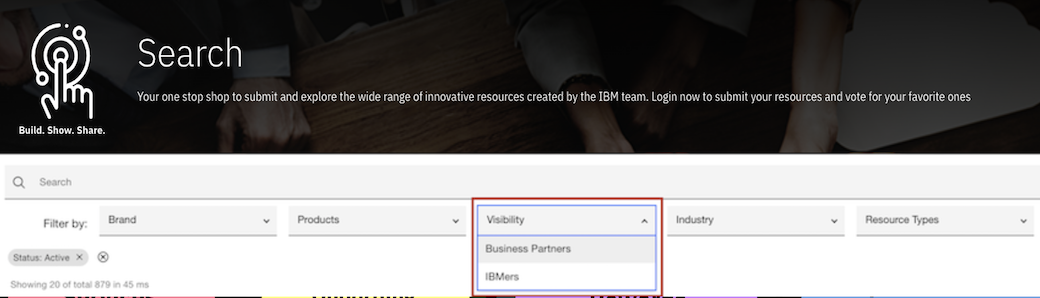 Search
Your one stop shop to submit and explore the wide range of innovative resources created by the IBM team. Login now to submit your resources and vote for your favorite ones
Build. Show. Share.
Search
Filter by:
Brand
Products
Visibility
Industry
Resource Types
Business Partners
IBMers
Status: Active
Showing 20 of total 879 in 45 ms